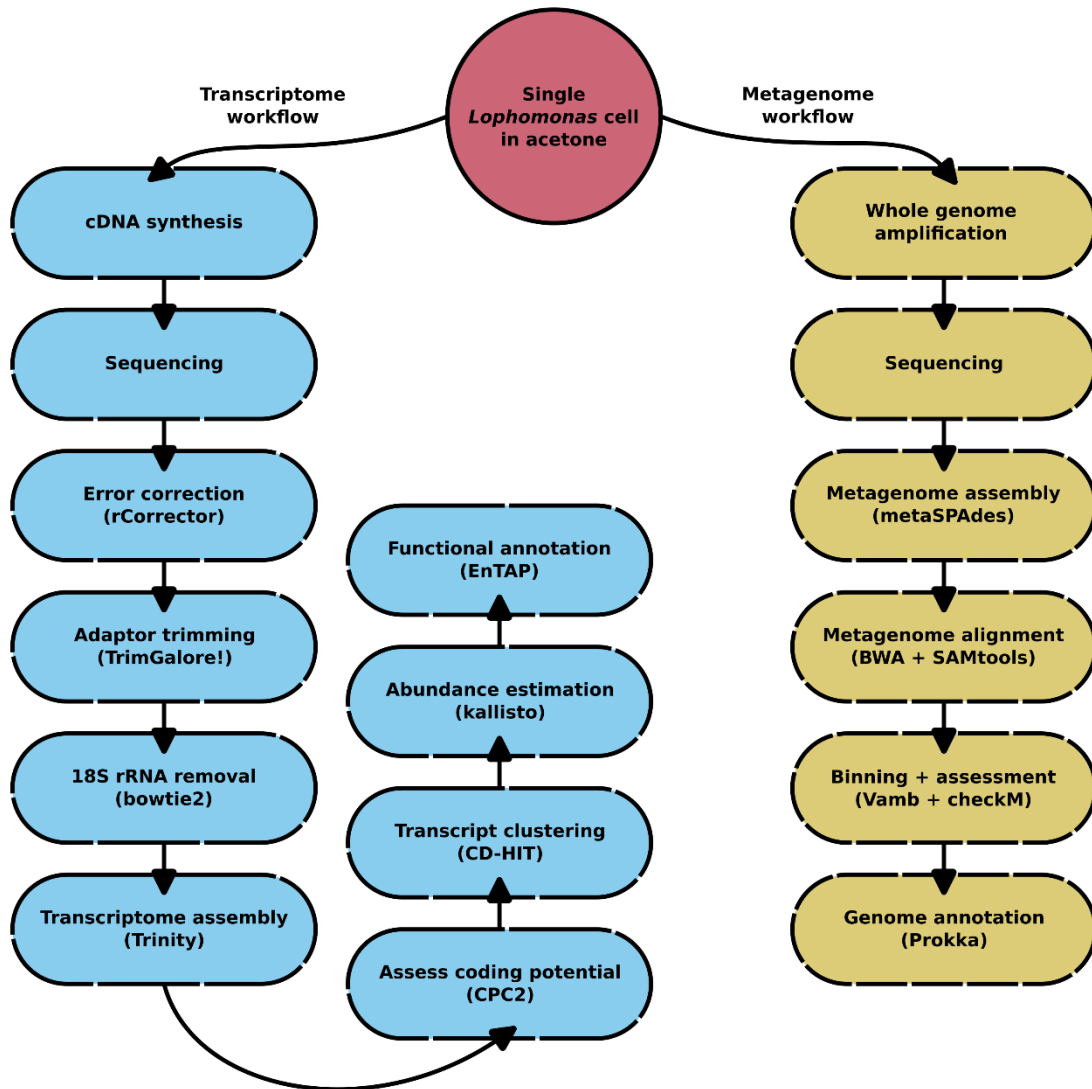 Single
Lophomonas cell
in acetone
Transcriptome
workflow
Metagenome
workflow
cDNA synthesis
Sequencing
Error correction
(rCorrector)
Adaptor trimming
(TrimGalore!)
18S rRNA removal
(bowtie2)
Transcriptome assembly
(Trinity)
Assess coding potential
(CPC2)
Transcript clustering
(CD-HIT)
Abundance estimation
(kallisto)
Functional annotation
(EnTAP)
Whole genome
amplification
Sequencing
Metagenome assembly
(metaSPAdes)
Metagenome alignment
(BWA + SAMtools)
Binning + assessment
(Vamb + checkM)
Genome annotation
(Prokka)